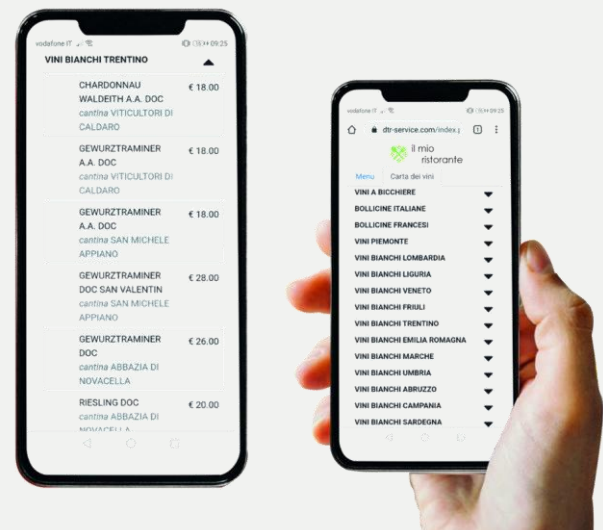 vodafone IT
09:25
VINI BIANCHI TRENTINO
CHARDONNAU
WALDEITH A.A. DOC
€ 18.00
cantina VITICULTORI DI
CALDARO
GEWURZTRAMINER
A.A. DOC
€ 18.00
cantina VITICULTORI DI
CALDARO
GEWURZTRAMINER
A.A. DOC
€ 18.00
cantina SAN MICHELE
APPIANO
GEWURZTRAMINER
DOC SAN VALENTIN
€ 28.00
cantina SAN MICHELE
APPIANO
GEWURZTRAMINER
DOC
€ 26.00
cantina ABBAZIA DI
NOVACELLA
RIESLING DOC
€ 20.00
cantina ABBAZIA DI
NOVACELLA
vodafone IT
09:25
dtr-service.com/index.p
1
il mio
ristorante
Menu Carta dei vini
VINI A BICCHIERE
BOLLICINE ITALIANE
BOLLICINE FRANCESI
VINI PIEMONTE
VINI BIANCHI LOMBARDIA
VINI BIANCHI LIGURIA
VINI BIANCHI VENETO
VINI BIANCHI FRIULI
VINI BIANCHI TRENTINO
VINI BIANCHI EMILIA ROMAGNA
VINI BIANCHI MARCHE
VINI BIANCHI UMBRIA
VINI BIANCHI ABRUZZO
VINI BIANCHI CAMPANIA
VINI BIANCHI SARDEGNA